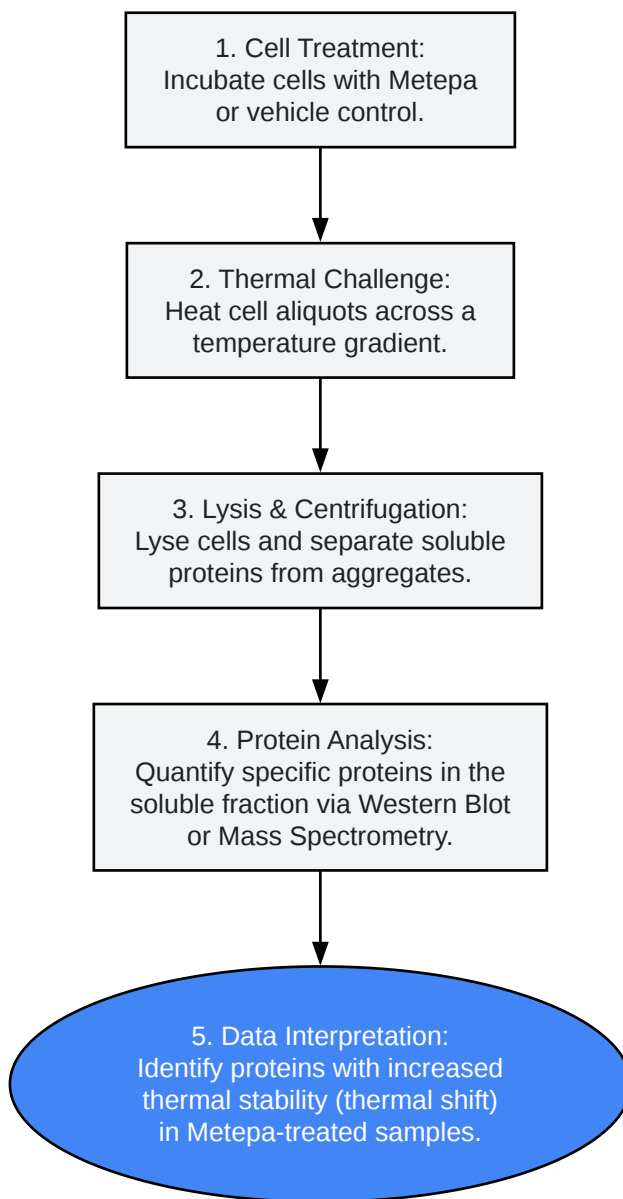 1. Cell Treatment:
Incubate cells with Metepa
or vehicle control.
2. Thermal Challenge:
Heat cell aliquots across a
temperature gradient.
3. Lysis & Centrifugation:
Lyse cells and separate soluble
proteins from aggregates.
4. Protein Analysis:
Quantify specific proteins in the
soluble fraction via Western Blot
or Mass Spectrometry.
5. Data Interpretation:
Identify proteins with increased
thermal stability (thermal shift)
in Metepa-treated samples.